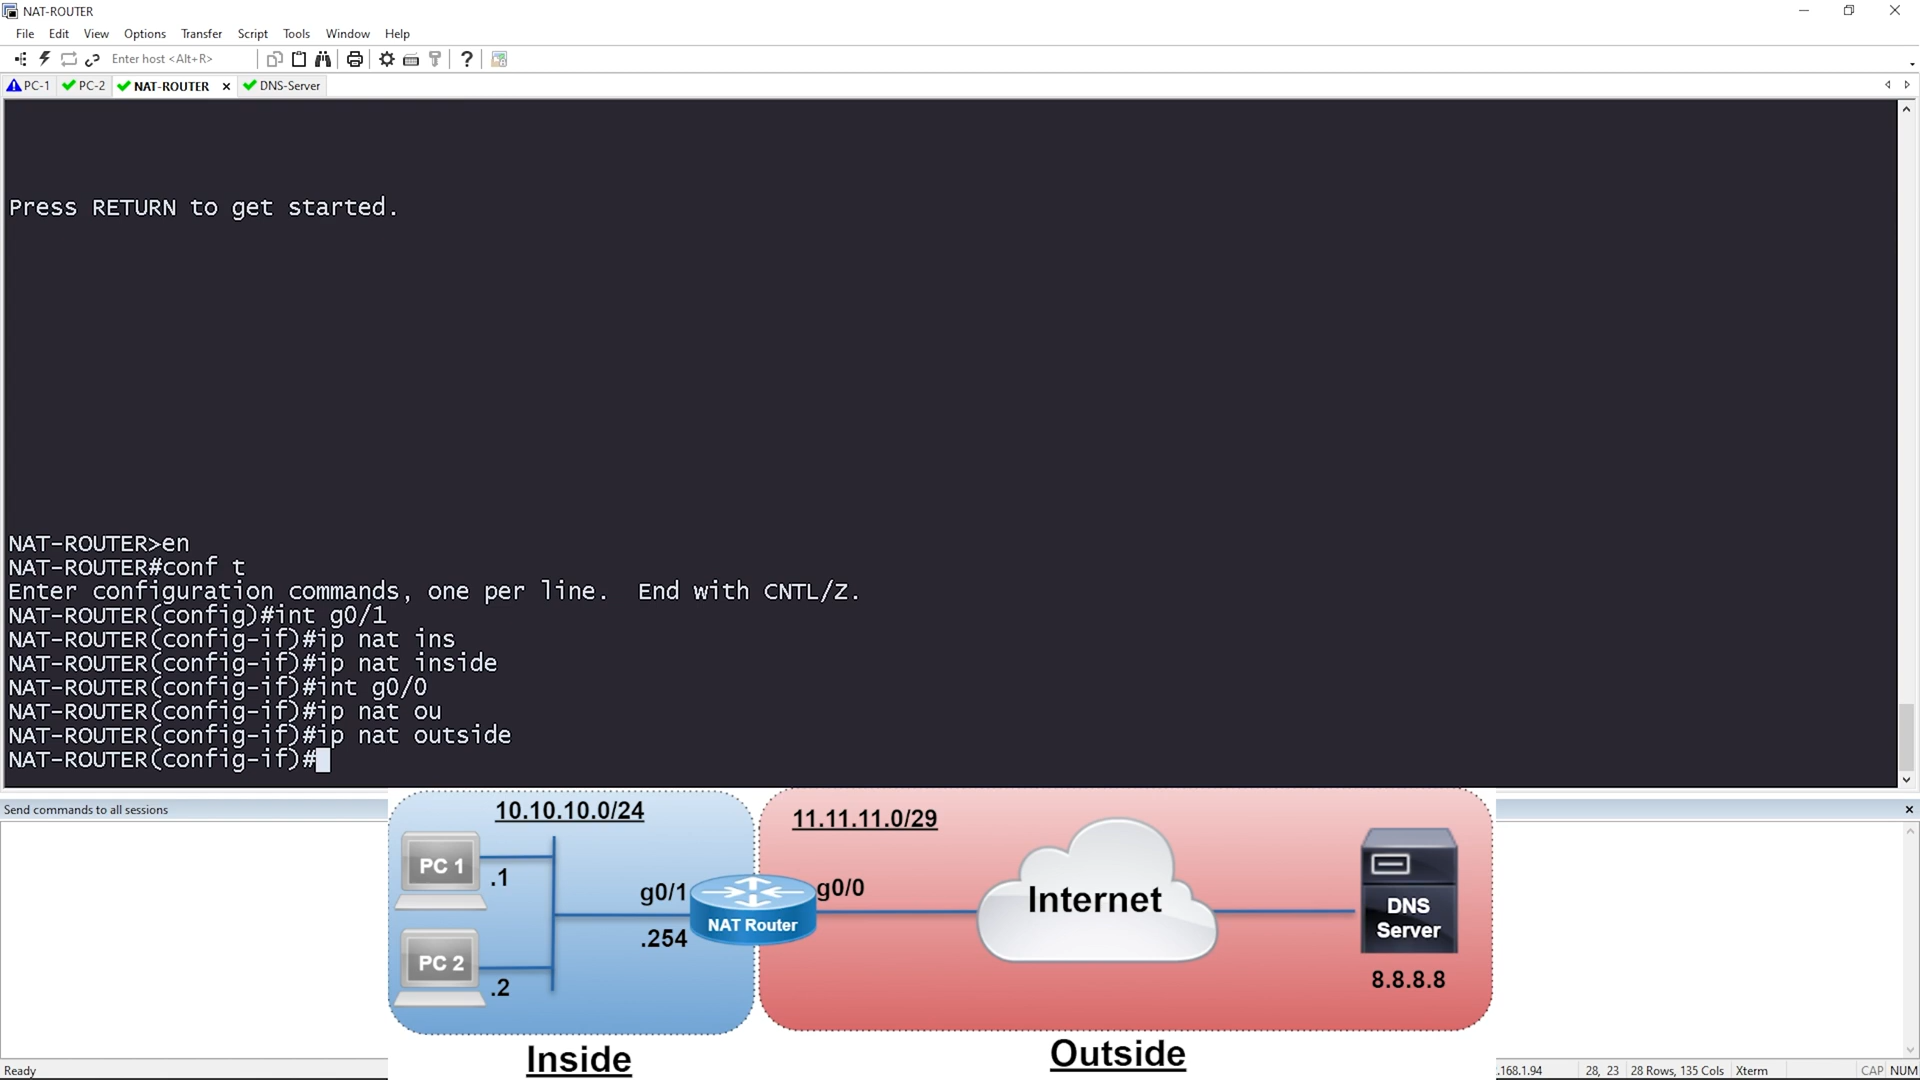 NAT-ROUTER
File Edit View Options Transfer Script Tools Window Help
Enter host <Alt+R>
PC-1 PC-2 NAT-ROUTER DNS-Server
Press RETURN to get started.
NAT-ROUTER>en
NAT-ROUTER#conf t
Enter configuration commands, one per line.  End with CNTL/Z.
NAT-ROUTER(config)#int g0/1
NAT-ROUTER(config-if)#ip nat ins
NAT-ROUTER(config-if)#ip nat inside
NAT-ROUTER(config-if)#int g0/0
NAT-ROUTER(config-if)#ip nat ou
NAT-ROUTER(config-if)#ip nat outside
NAT-ROUTER(config-if)#
Send commands to all sessions
10.10.10.0/24
11.11.11.0/29
PC 1
.1
g0/1
g0/0
NAT Router
.254
PC 2
.2
Internet
DNS
Server
8.8.8.8
Inside
Outside
Ready
.168.1.94 28, 23 28 Rows, 135 Cols Xterm CAP NUM